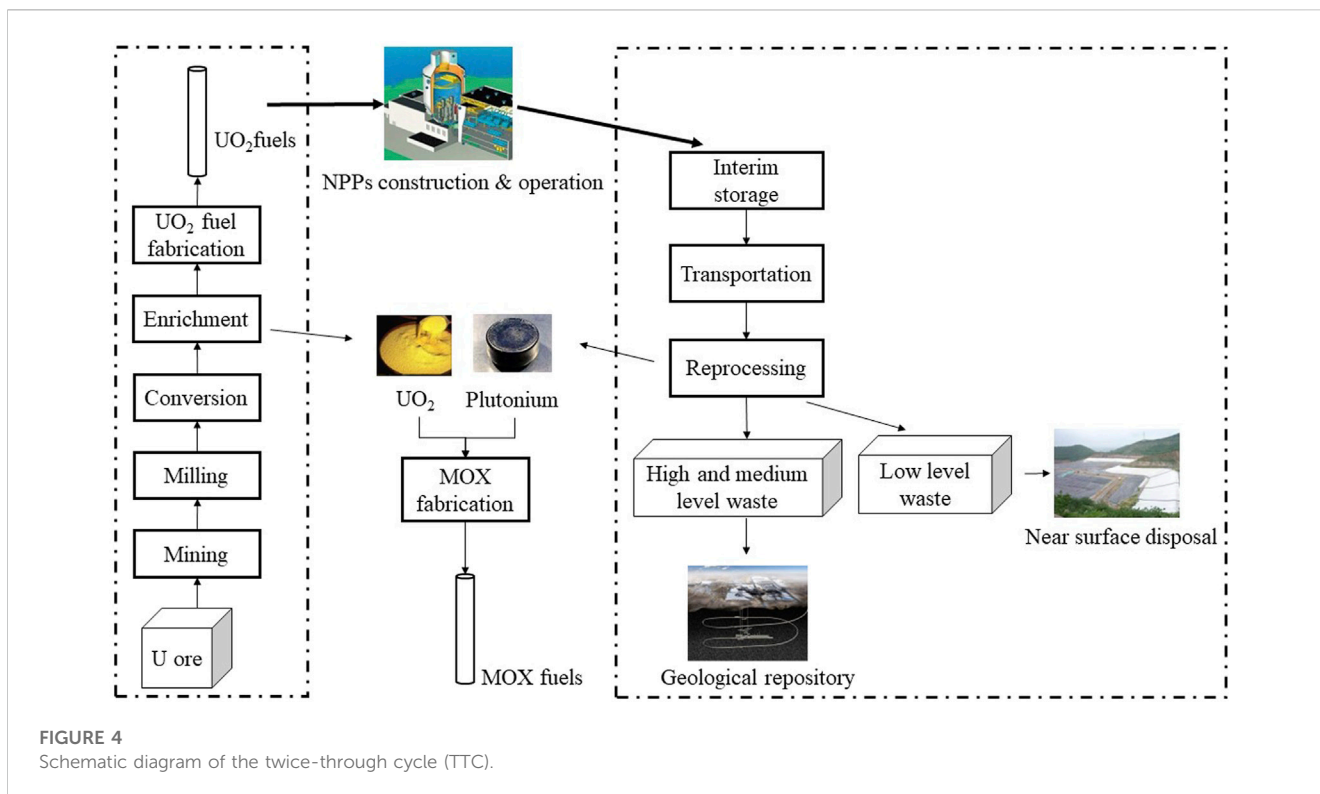 UO₂fuels
NPPs construction & operation
UO₂ fuel
fabrication
Enrichment
Conversion
Milling
Mining
U ore
UO₂
Plutonium
MOX
fabrication
MOX fuels
Interim
storage
Transportation
Reprocessing
High and medium
level waste
Low level
waste
Near surface disposal
Geological repository
FIGURE 4
Schematic diagram of the twice-through cycle (TTC).